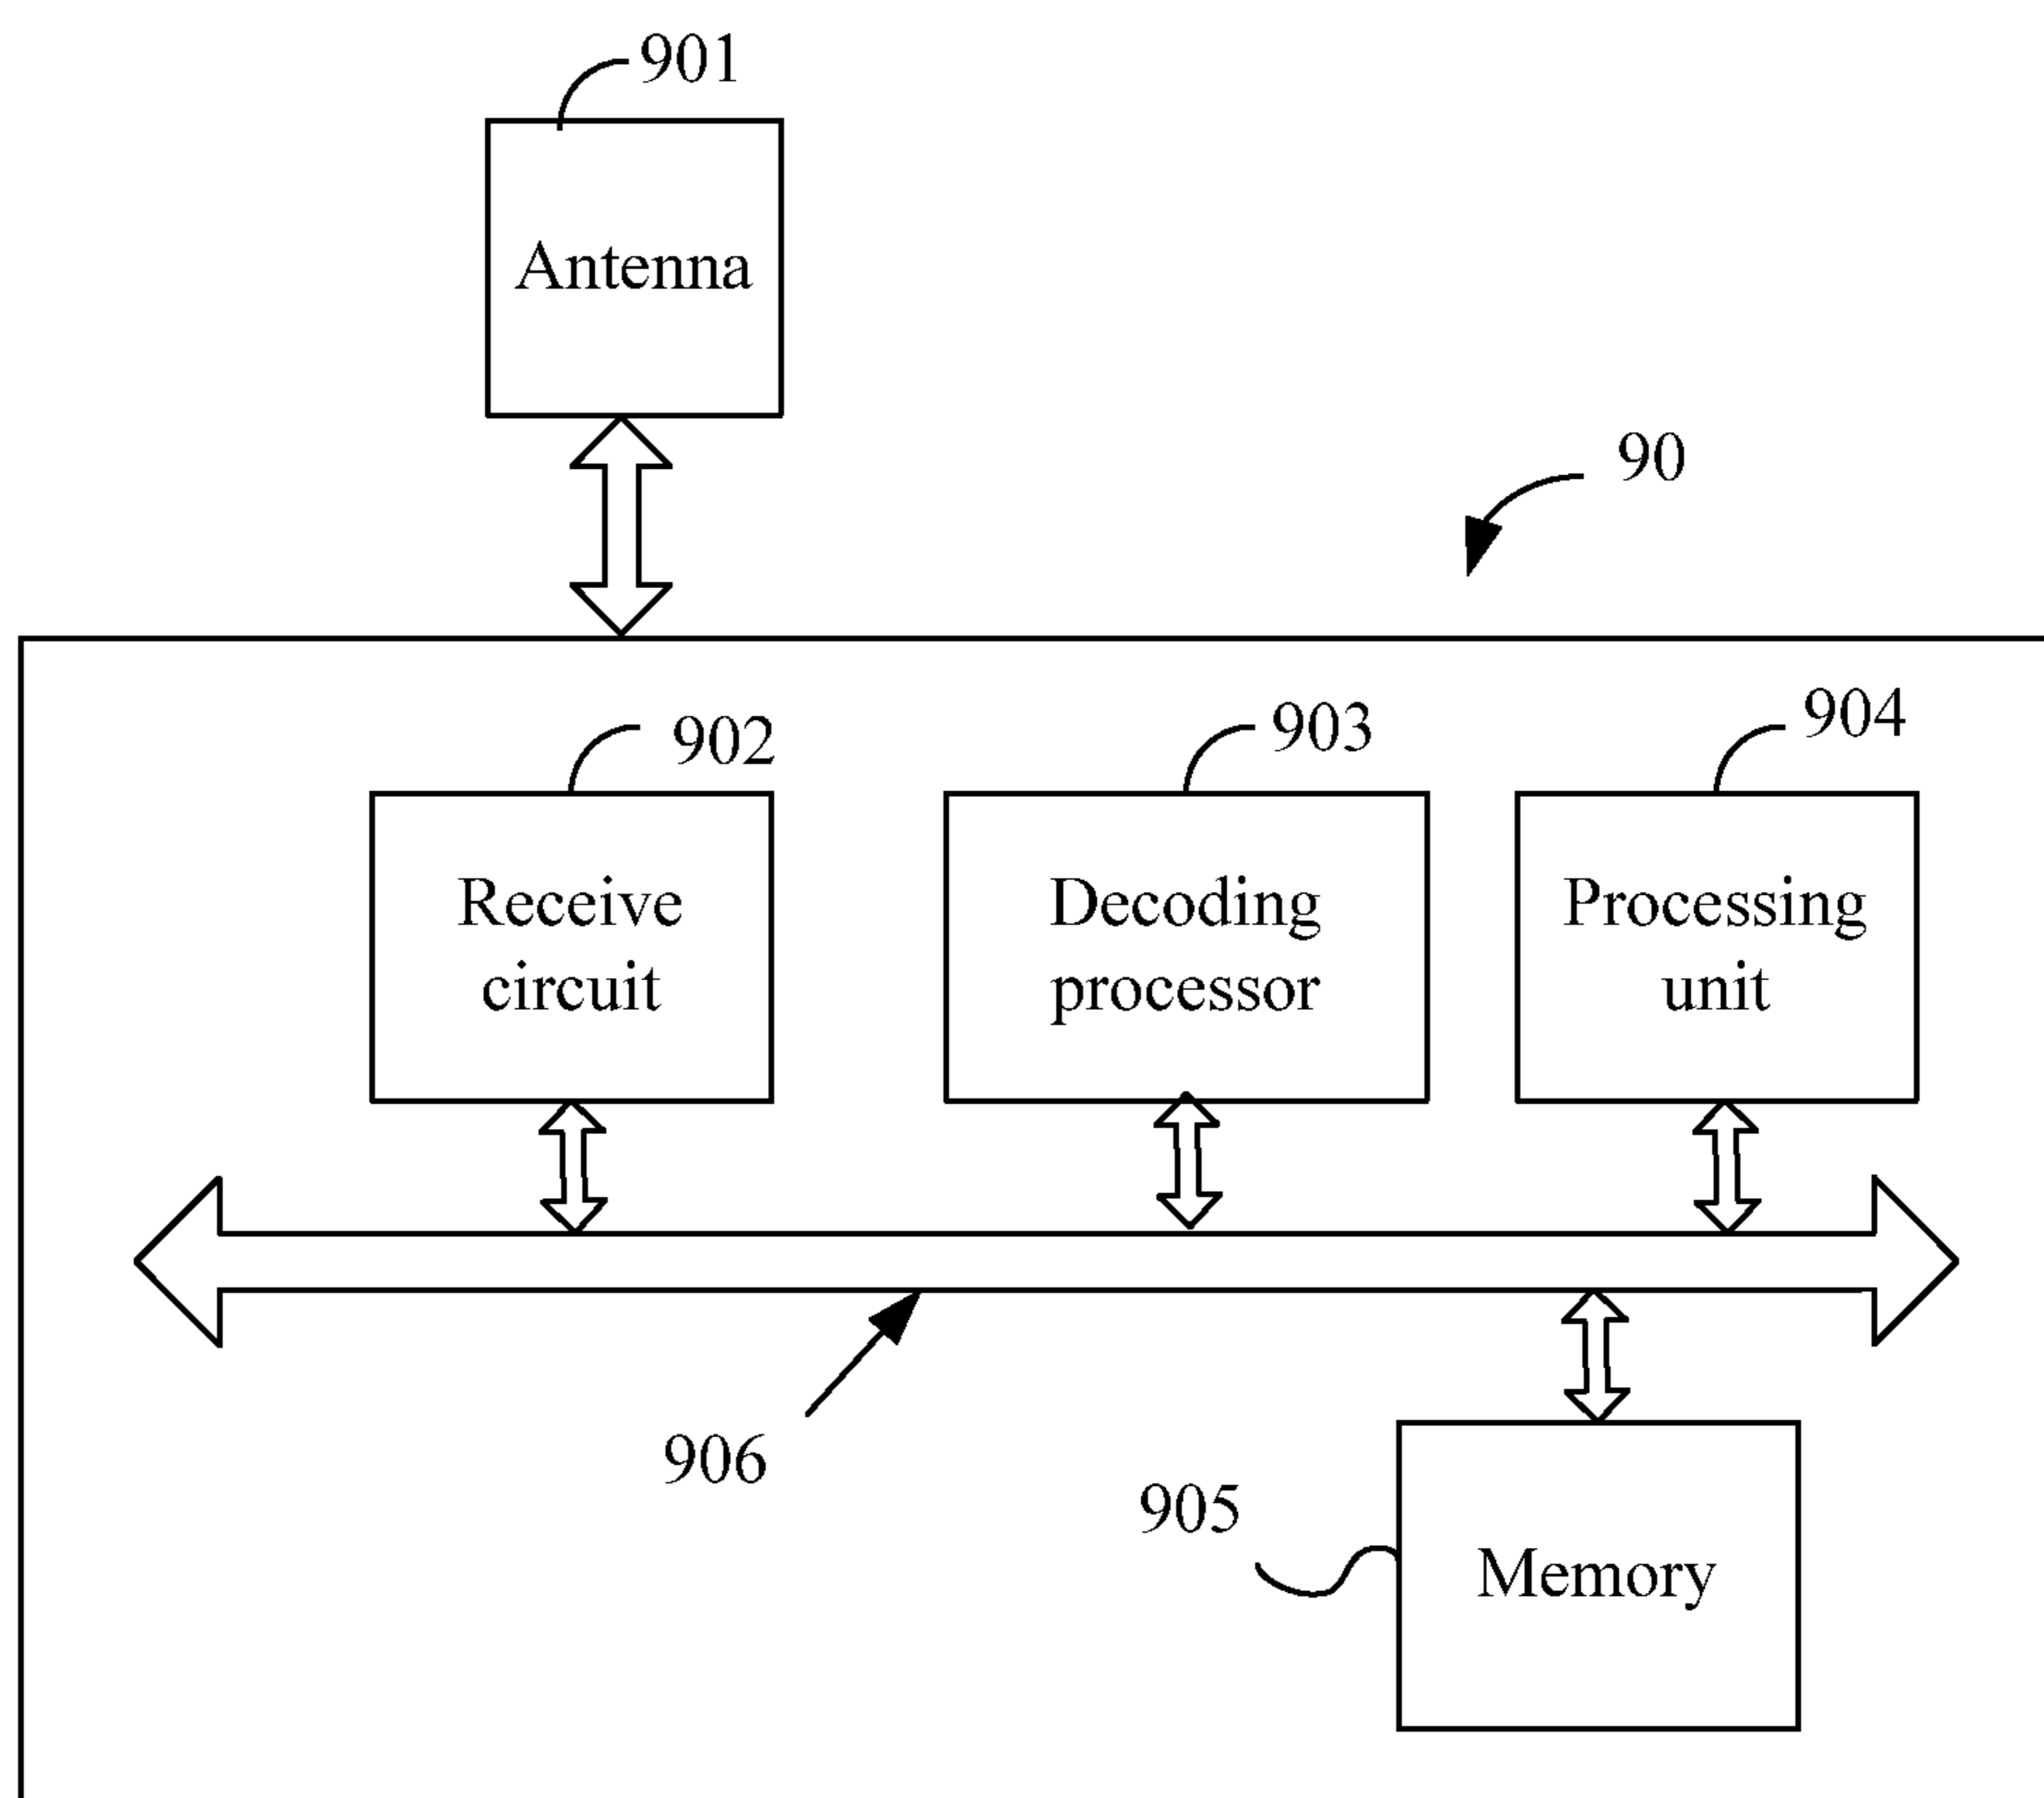 901
Antenna
90
902
903
904
Receive
circuit
Decoding
processor
Processing
unit
906
905
Memory